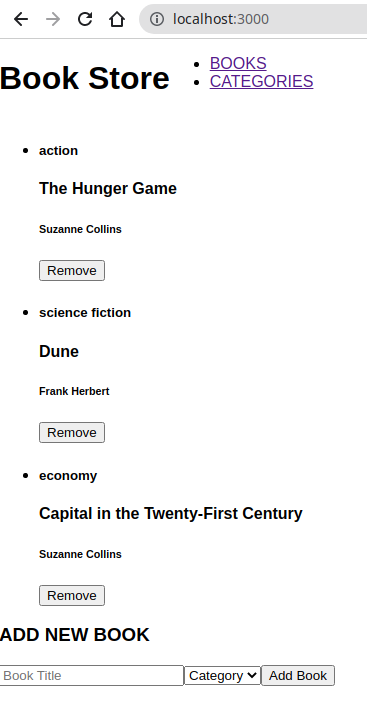 localhost:3000
Book Store
BOOKS
CATEGORIES
action
The Hunger Game
Suzanne Collins
Remove
science fiction
Dune
Frank Herbert
Remove
economy
Capital in the Twenty-First Century
Suzanne Collins
Remove
ADD NEW BOOK
Book Title Category Add Book